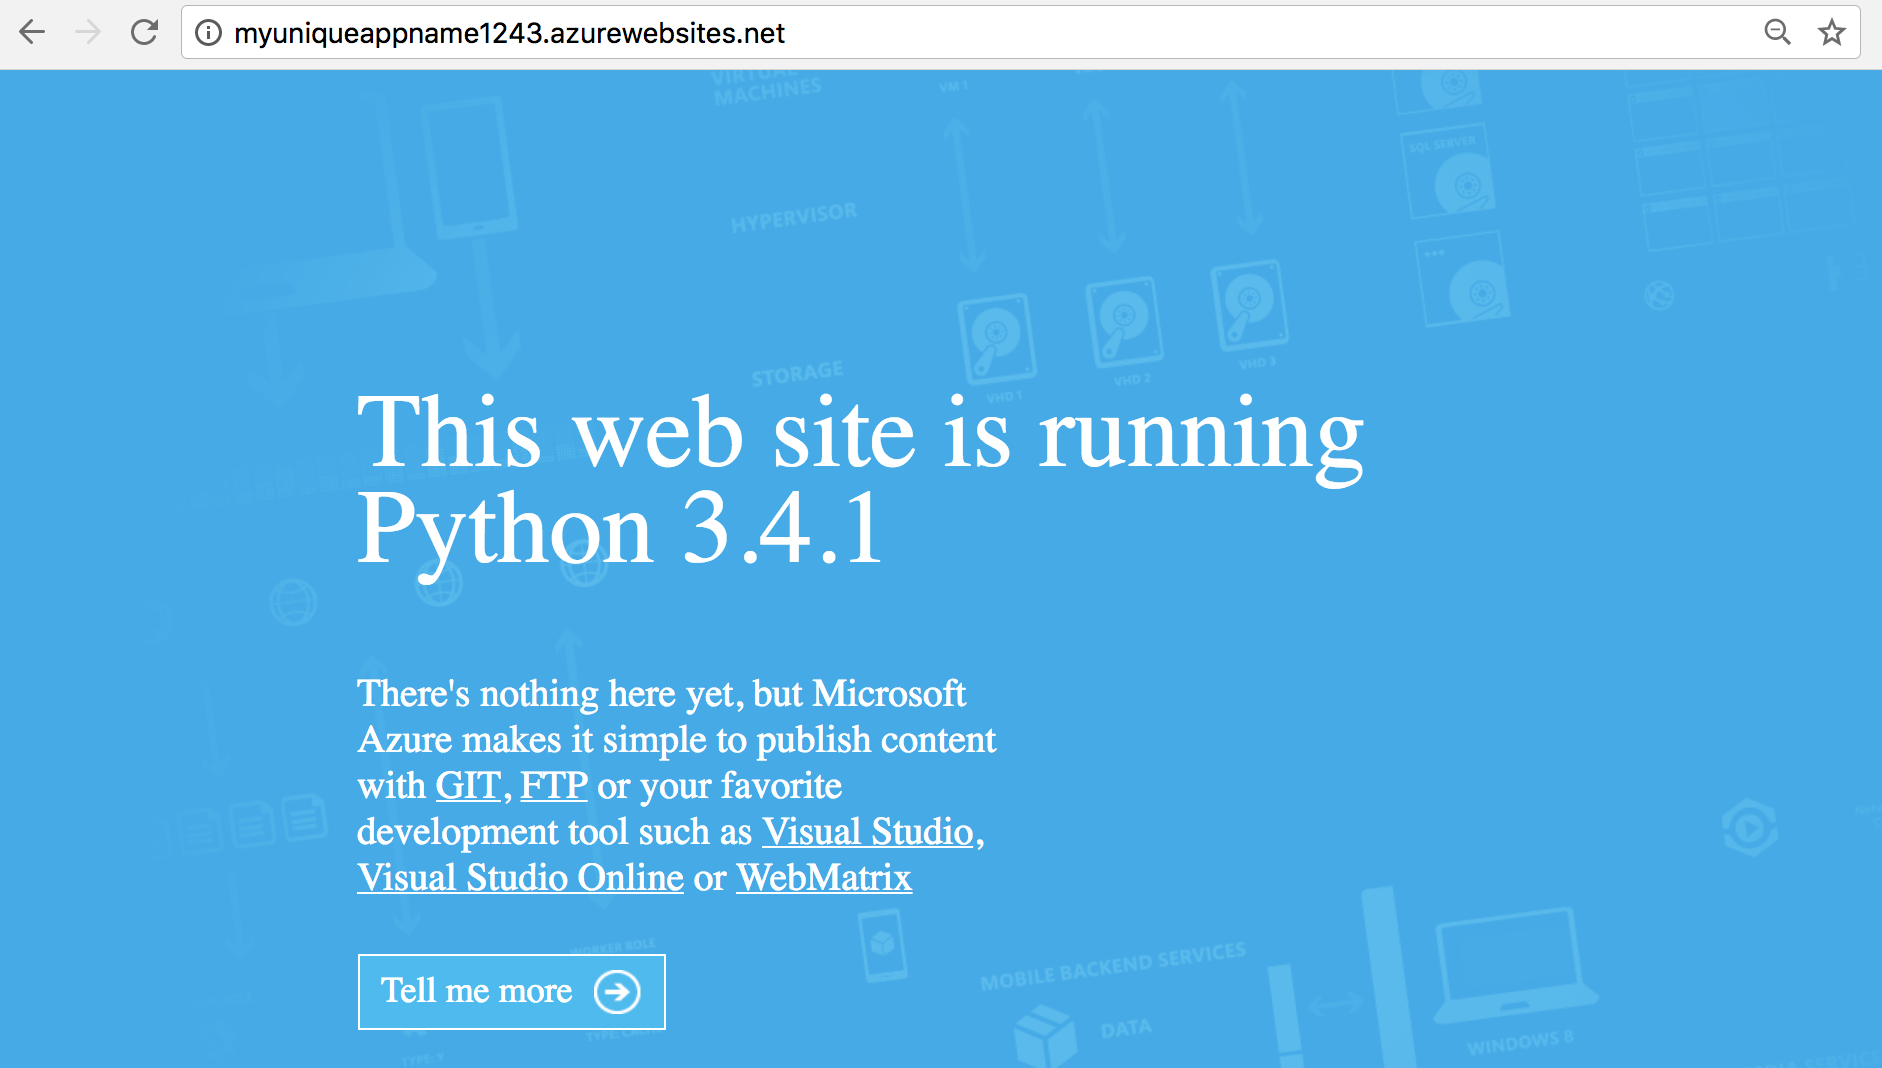 myuniqueappname1243.azurewebsites.net
VIRTUAL
MACHINES
VM 1
SQL SERVER
HYPERVISOR
STORAGE
VHD 1
VHD 2
VHD 3
This web site is running
Python 3.4.1
There's nothing here yet, but Microsoft
Azure makes it simple to publish content
with GIT, FTP or your favorite
development tool such as Visual Studio,
Visual Studio Online or WebMatrix
WORKER ROLE
Tell me more
MOBILE BACKEND SERVICES
DATA
WINDOWS 8
TYPE: Y